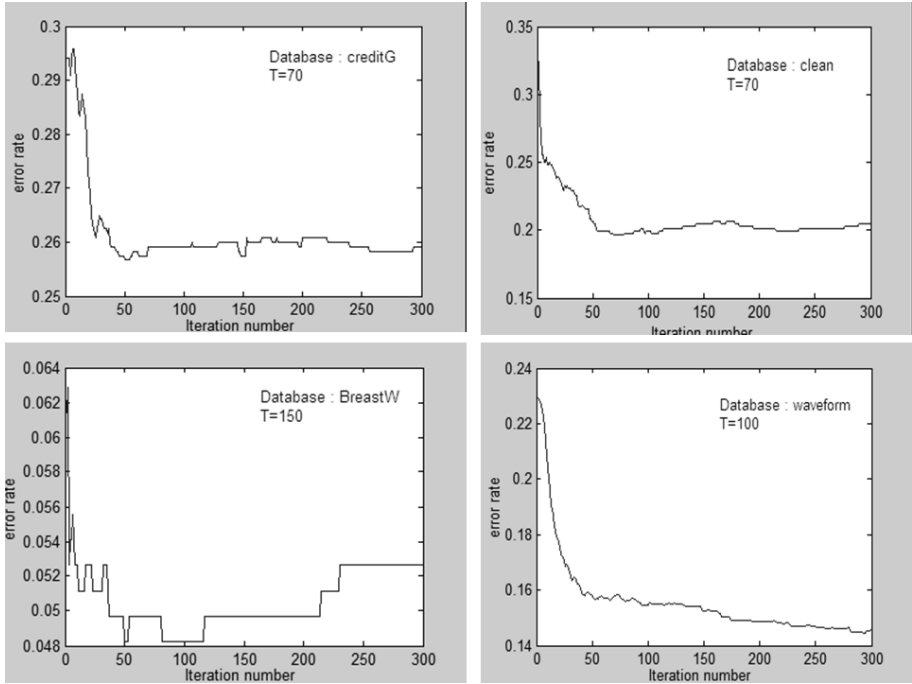 0.3
0.29
0.28
0.27
0.26
0.25
error rate
Database : creditG
T=70
0 50 100 150 200 250 300
Iteration number
0.35
0.3
0.25
0.2
0.15
error rate
Database : clean
T=70
0 50 100 150 200 250 300
Iteration number
0.064
0.062
0.06
0.058
0.056
0.054
0.052
0.05
0.048
error rate
Database : BreastW
T=150
0 50 100 150 200 250 300
Iteration number
0.24
0.22
0.2
0.18
0.16
0.14
error rate
Database : waveform
T=100
0 50 100 150 200 250 300
Iteration number